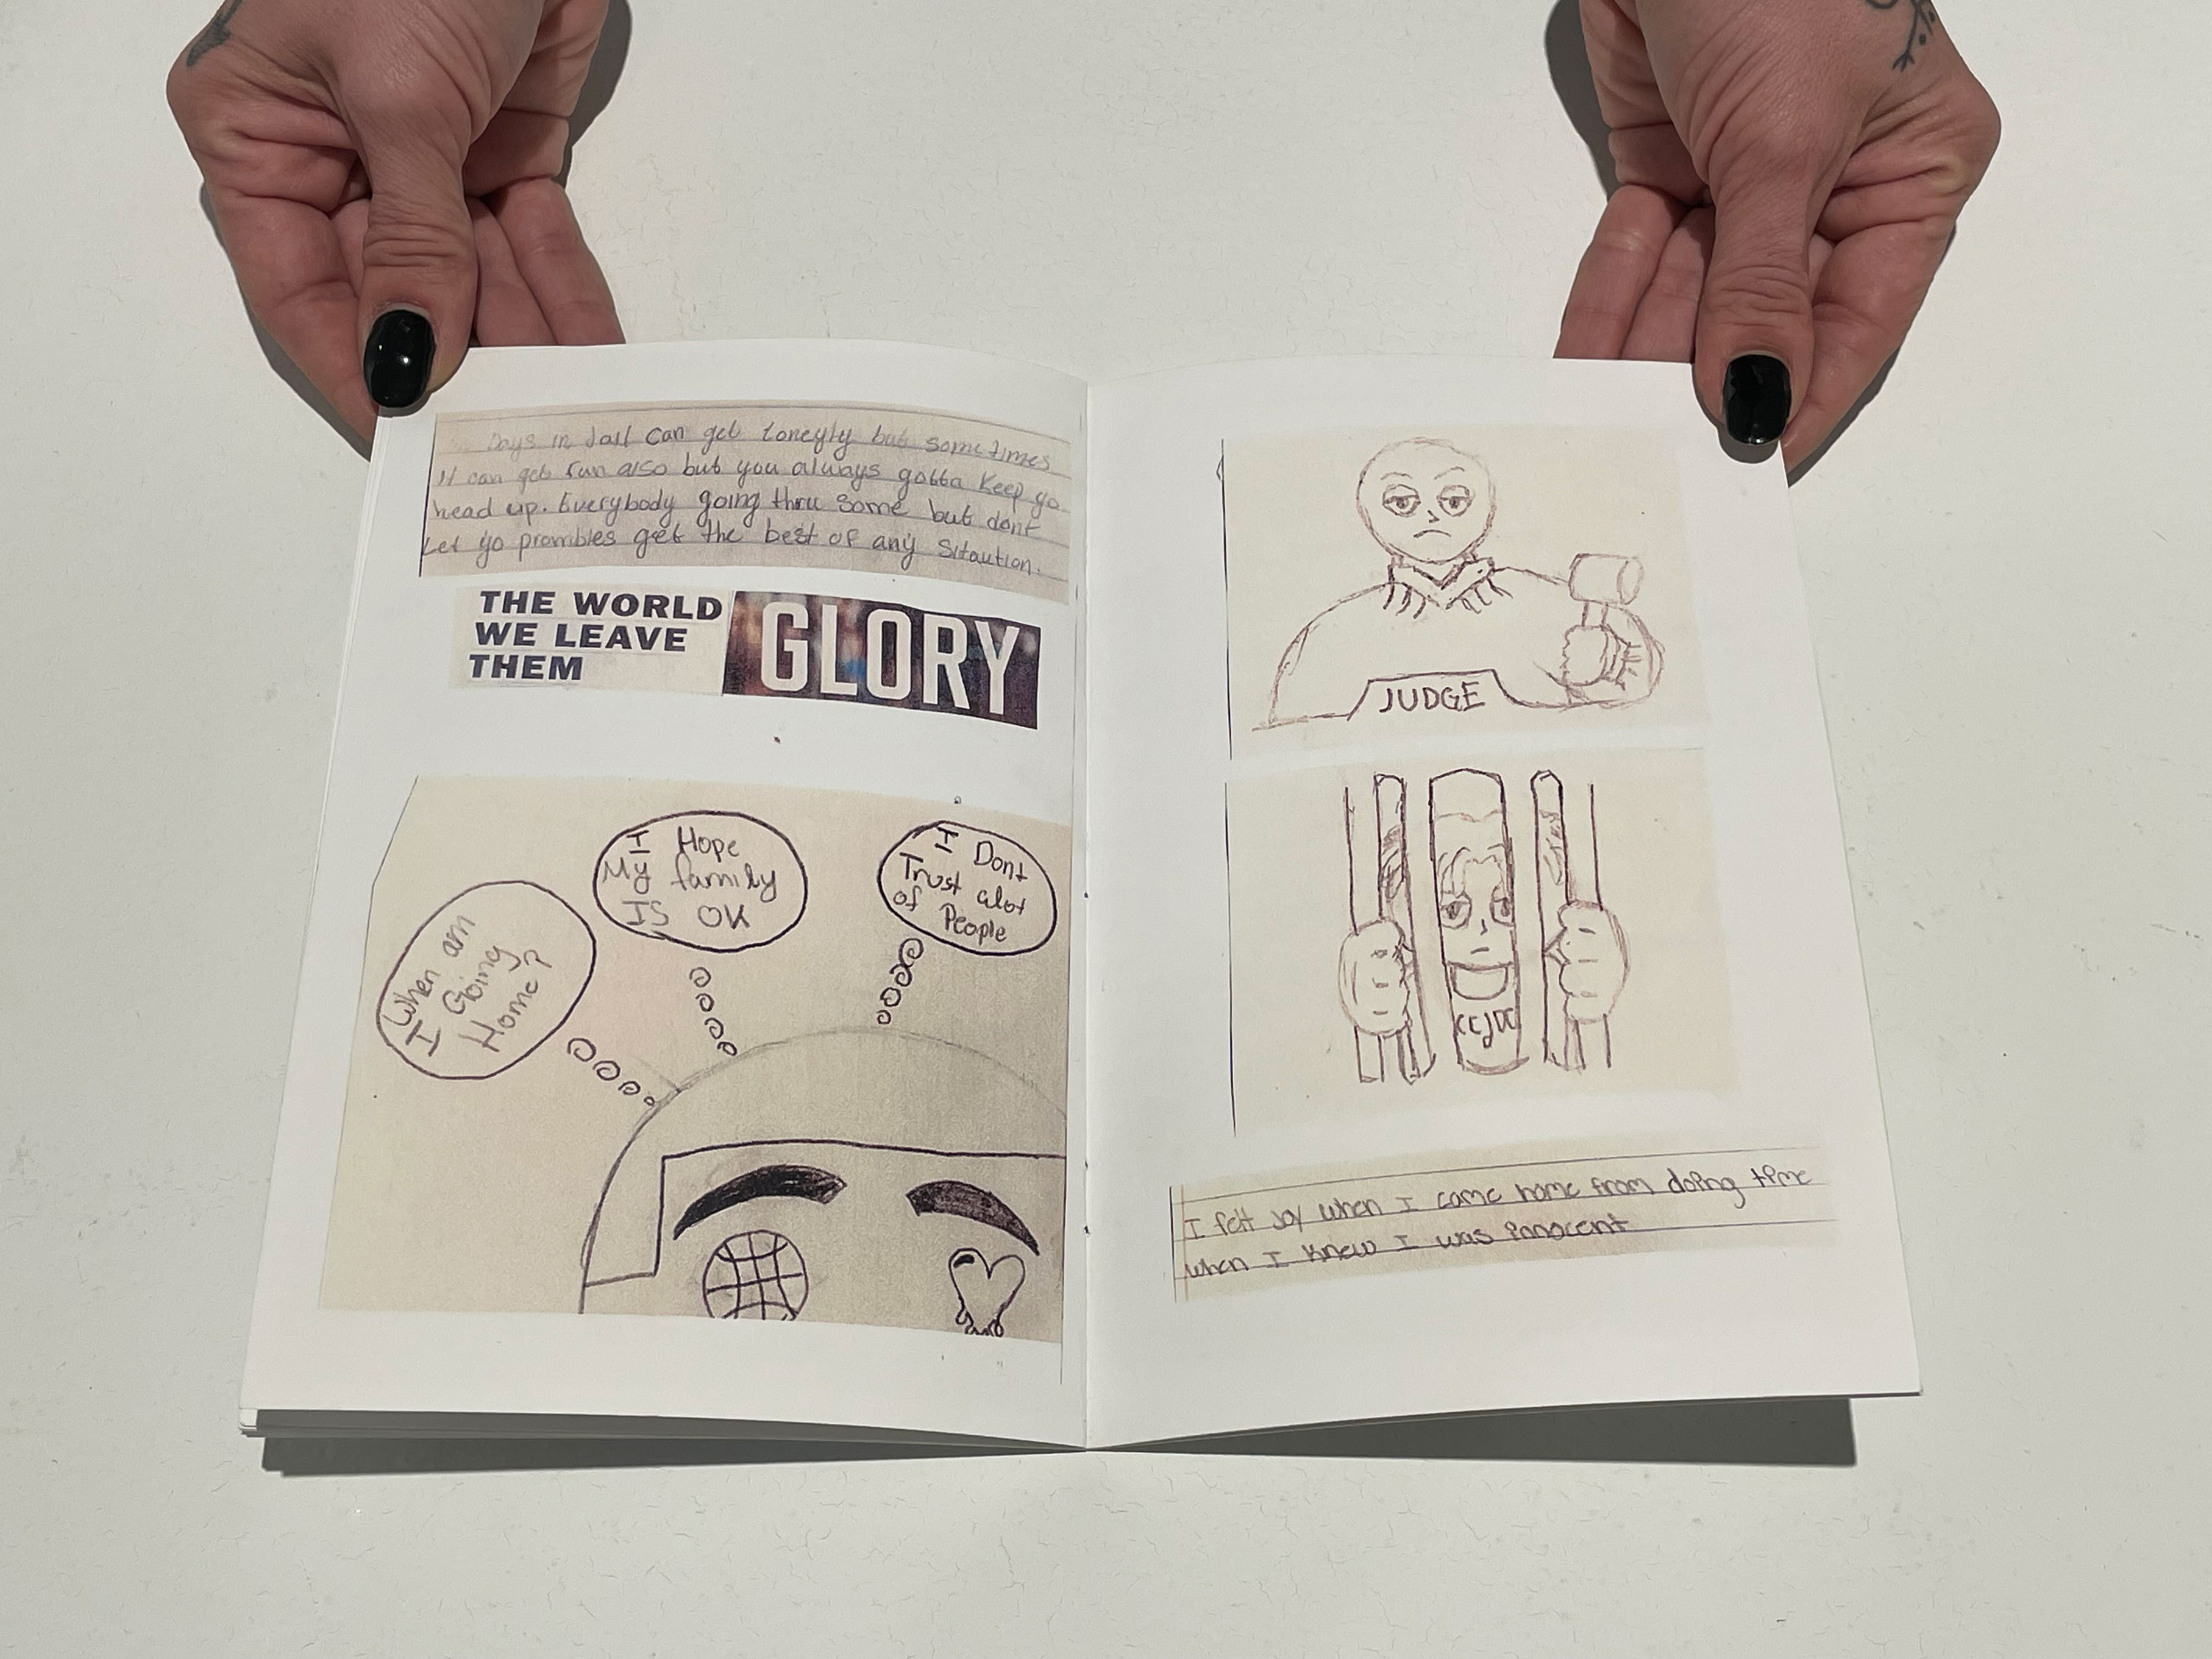 Days in Jail can get Loneyly but sometimes
It can get fun also but you always gotta keep yo
head up. Everybody going thru some but dont
Let yo prombles get the best of any Sitaution.
THE WORLD
WE LEAVE
THEM
GLORY
When am
I Going
Home?
I Hope
My family
IS OK
I Dont
Trust alot
of People
JUDGE
CCJDC
I felt Joy when I came home from doing time
when I knew I was innocent